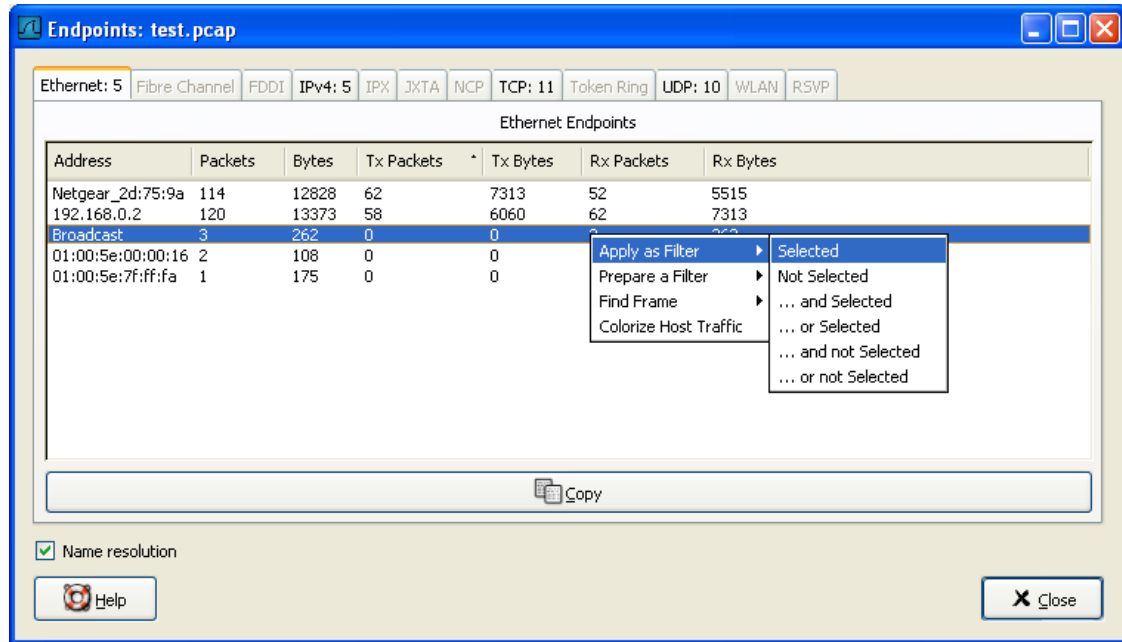 Endpoints: test.pcap
Ethernet: 5 Fibre Channel FDDI IPv4: 5 IPX JXTA NCP TCP: 11 Token Ring UDP: 10 WLAN RSVP
Ethernet Endpoints
Address Packets Bytes Tx Packets Tx Bytes Rx Packets Rx Bytes
Netgear_2d:75:9a 114 12828 62 7313 52 5515
192.168.0.2 120 13373 58 6060 62 7313
Broadcast 3 262 0 0
01:00:5e:00:00:16 2 108 0 0
01:00:5e:7f:ff:fa 1 175 0 0
Apply as Filter Selected
Prepare a Filter Not Selected
Find Frame ... and Selected
Colorize Host Traffic ... or Selected
... and not Selected
... or not Selected
Copy
Name resolution
Help Close